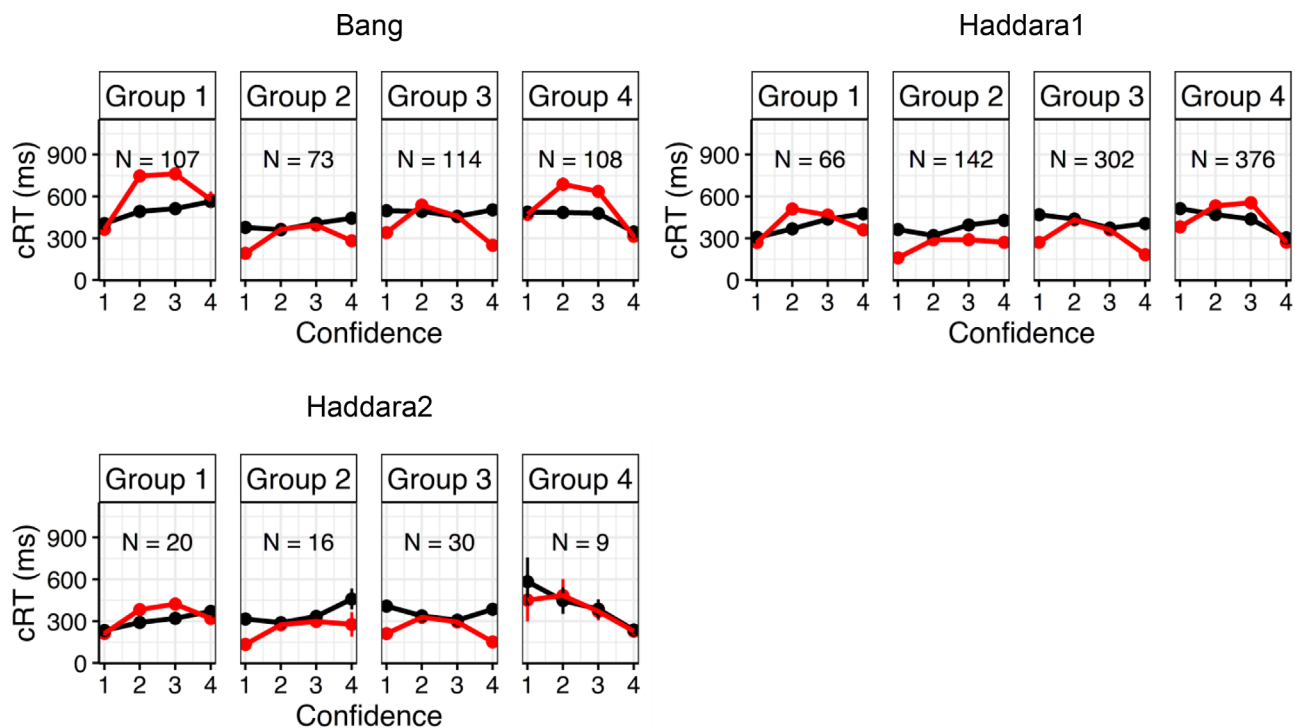 Bang
Group 1 Group 2 Group 3 Group 4
cRT (ms)
900
600
300
0
N = 107 N = 73 N = 114 N = 108
1 2 3 4 1 2 3 4 1 2 3 4 1 2 3 4
Confidence
Haddara1
Group 1 Group 2 Group 3 Group 4
cRT (ms)
900
600
300
0
N = 66 N = 142 N = 302 N = 376
1 2 3 4 1 2 3 4 1 2 3 4 1 2 3 4
Confidence
Haddara2
Group 1 Group 2 Group 3 Group 4
cRT (ms)
900
600
300
0
N = 20 N = 16 N = 30 N = 9
1 2 3 4 1 2 3 4 1 2 3 4 1 2 3 4
Confidence